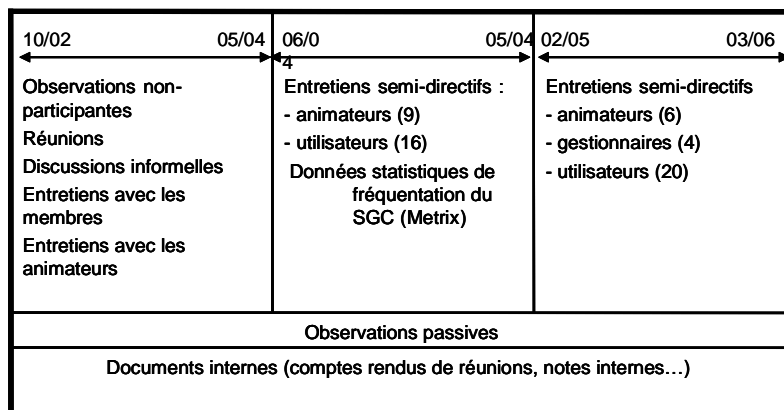 10/02 05/04
06/0 05/04
4
02/05 03/06
Observations non-
participantes
Réunions
Discussions informelles
Entretiens avec les
membres
Entretiens avec les
animateurs
Entretiens semi-directifs :
- animateurs (9)
- utilisateurs (16)
Données statistiques de
fréquentation du
SGC (Metrix)
Entretiens semi-directifs
- animateurs (6)
- gestionnaires (4)
- utilisateurs (20)
Observations passives
Documents internes (comptes rendus de réunions, notes internes…)